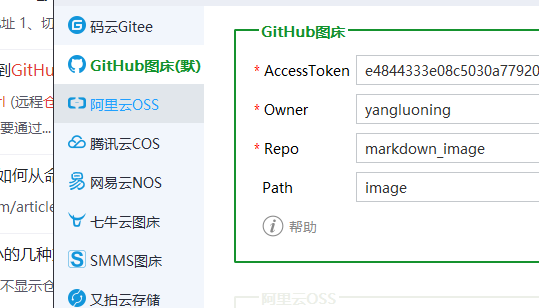 址 1、切
到GitHu
rl (远程仓
要通过...
如何从命
m/article
小的几种
不显示仓
码云Gitee
GitHub图床(默)
阿里云OSS
腾讯云COS
网易云NOS
七牛云图床
SMMS图床
又拍云存储
GitHub图床
* AccessToken e4844333e08c5030a77920
* Owner yangluoning
* Repo markdown_image
Path image
帮助
阿里云OSS